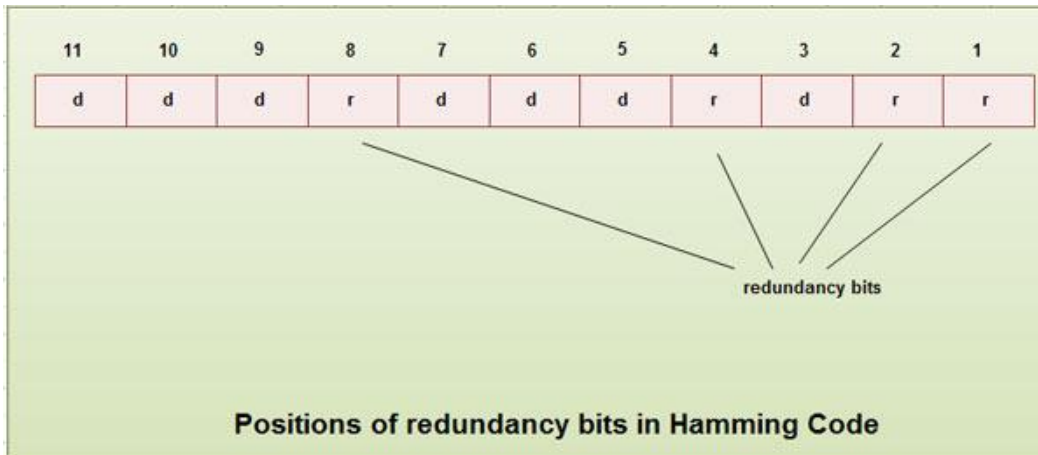 11 10 9 8 7 6 5 4 3 2 1
d d d r d d d r d r r
redundancy bits
Positions of redundancy bits in Hamming Code